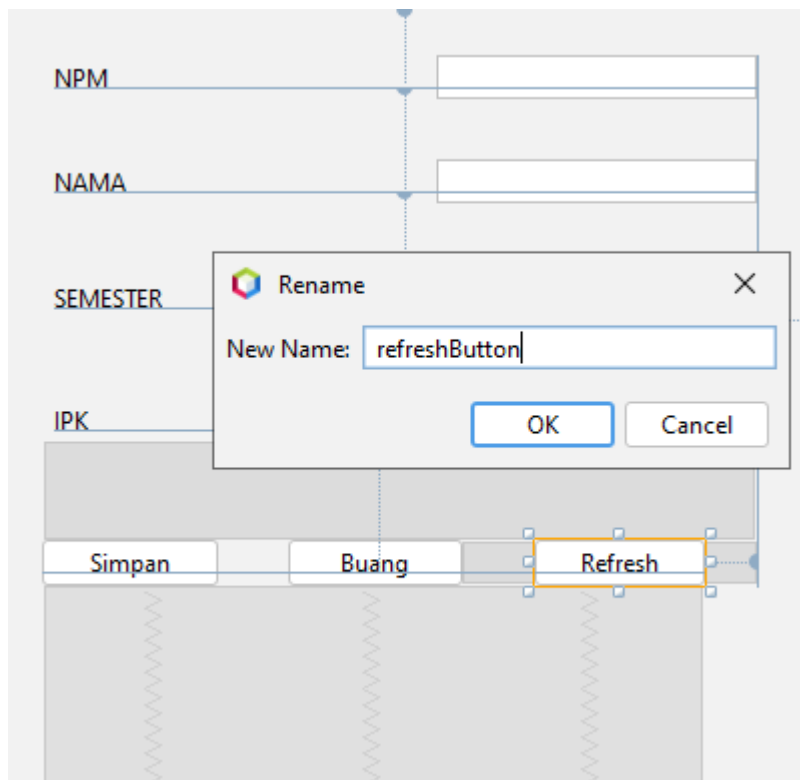 NPM
NAMA
SEMESTER
Rename
New Name: refreshButton
OK Cancel
IPK
Simpan Buang Refresh